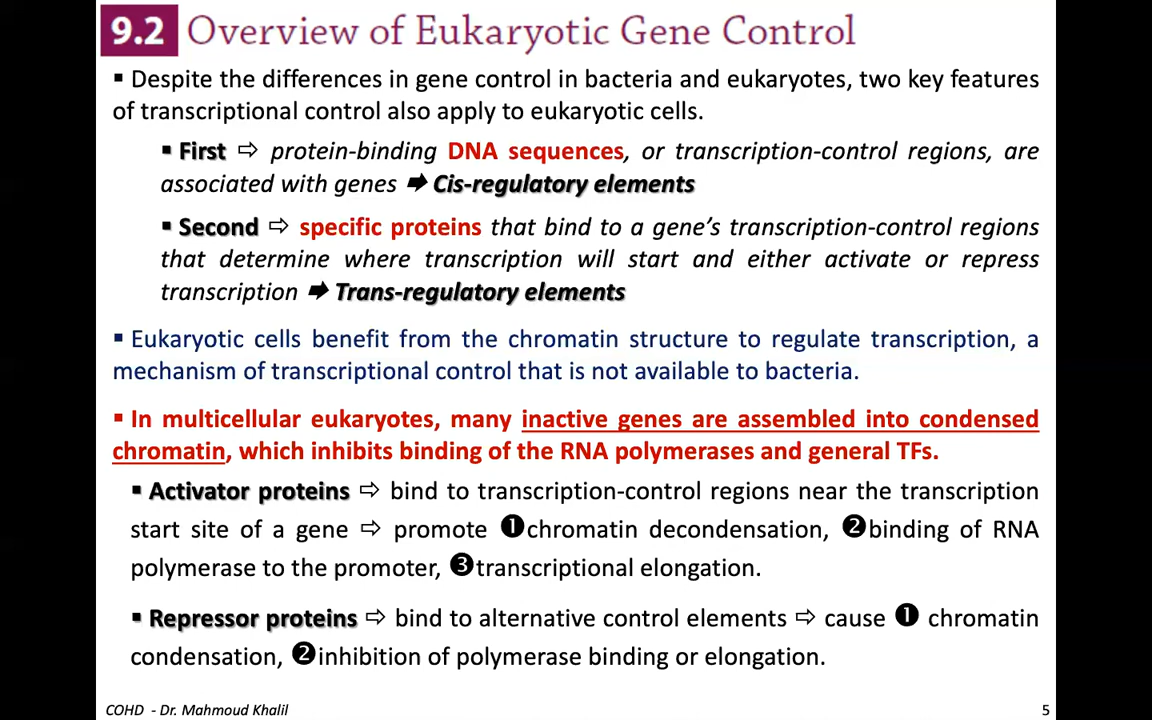 9.2 Overview of Eukaryotic Gene Control
▪ Despite the differences in gene control in bacteria and eukaryotes, two key features
of transcriptional control also apply to eukaryotic cells.
▪ First ⇨ protein-binding DNA sequences, or transcription-control regions, are
associated with genes ➡ Cis-regulatory elements
▪ Second ⇨ specific proteins that bind to a gene’s transcription-control regions
that determine where transcription will start and either activate or repress
transcription ➡ Trans-regulatory elements
▪ Eukaryotic cells benefit from the chromatin structure to regulate transcription, a
mechanism of transcriptional control that is not available to bacteria.
▪ In multicellular eukaryotes, many inactive genes are assembled into condensed
chromatin, which inhibits binding of the RNA polymerases and general TFs.
▪ Activator proteins ⇨ bind to transcription-control regions near the transcription
start site of a gene ⇨ promote ❶chromatin decondensation, ❷binding of RNA
polymerase to the promoter, ❸transcriptional elongation.
▪ Repressor proteins ⇨ bind to alternative control elements ⇨ cause ❶ chromatin
condensation, ❷inhibition of polymerase binding or elongation.
COHD - Dr. Mahmoud Khalil 5